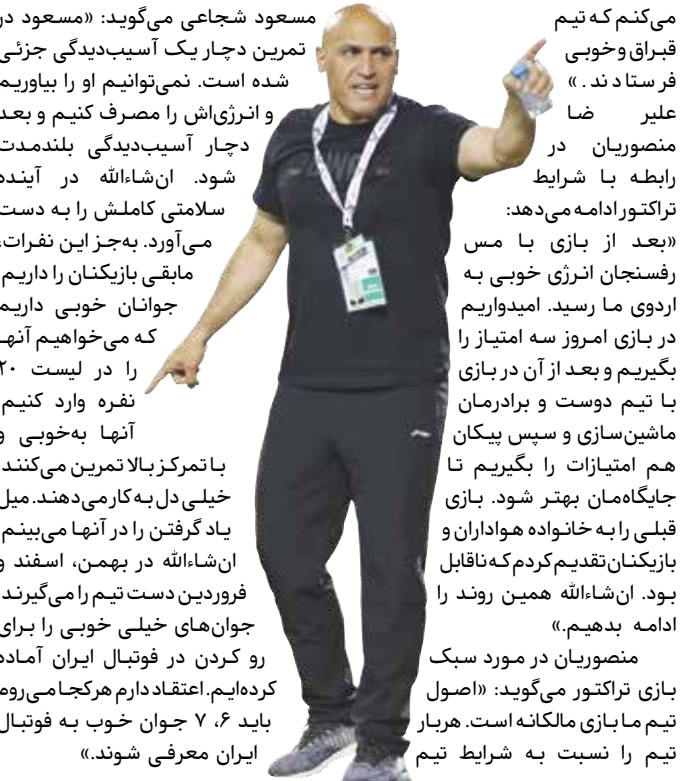 می‌کنم که تیم
قبراق و خوبی
فرستادند.»
علیرضا
منصوریان در
رابطه با شرایط
تراکتور ادامه می‌دهد:
«بعد از بازی با مس
رفسنجان انرژی خوبی به
اردوی ما رسید. امیدواریم
در بازی امروز سه امتیاز را
بگیریم و بعد از آن در بازی
با تیم دوست و برادرمان
ماشین‌سازی و سپس پیکان
هم امتیازات را بگیریم تا
جایگاه‌مان بهتر شود. بازی
قبلی را به خانواده هواداران و
بازیکنان تقدیم کردم که ناقابل
بود. ان‌شاءالله همین روند را
ادامه بدهیم.»
منصوریان در مورد سبک
بازی تراکتور می‌گوید: «اصول
تیم ما بازی مالکانه است. هربار
تیم را نسبت به شرایط تیم
مسعود شجاعی می‌گوید: «مسعود در
تمرین دچار یک آسیب‌دیدگی جزئی
شده است. نمی‌توانیم او را بیاوریم
و انرژی‌اش را مصرف کنیم و بعد
دچار آسیب‌دیدگی بلندمدت
شود. ان‌شاءالله در آینده
سلامتی کاملش را به دست
می‌آورد. به‌جز این نفرات،
مابقی بازیکنان را داریم.
جوانان خوبی داریم
که می‌خواهیم آنها
را در لیست ۲۰
نفره وارد کنیم.
آنها به‌خوبی و
با تمرکز بالا تمرین می‌کنند.
خیلی دل به کار می‌دهند. میل
یاد گرفتن را در آنها می‌بینم.
ان‌شاءالله در بهمن، اسفند و
فروردین دست تیم را می‌گیرند.
جوان‌های خیلی خوبی را برای
رو کردن در فوتبال ایران آماده
کرده‌ایم. اعتقاد دارم هرکجا می‌روم
باید ۶، ۷ جوان خوب به فوتبال
ایران معرفی شوند.»